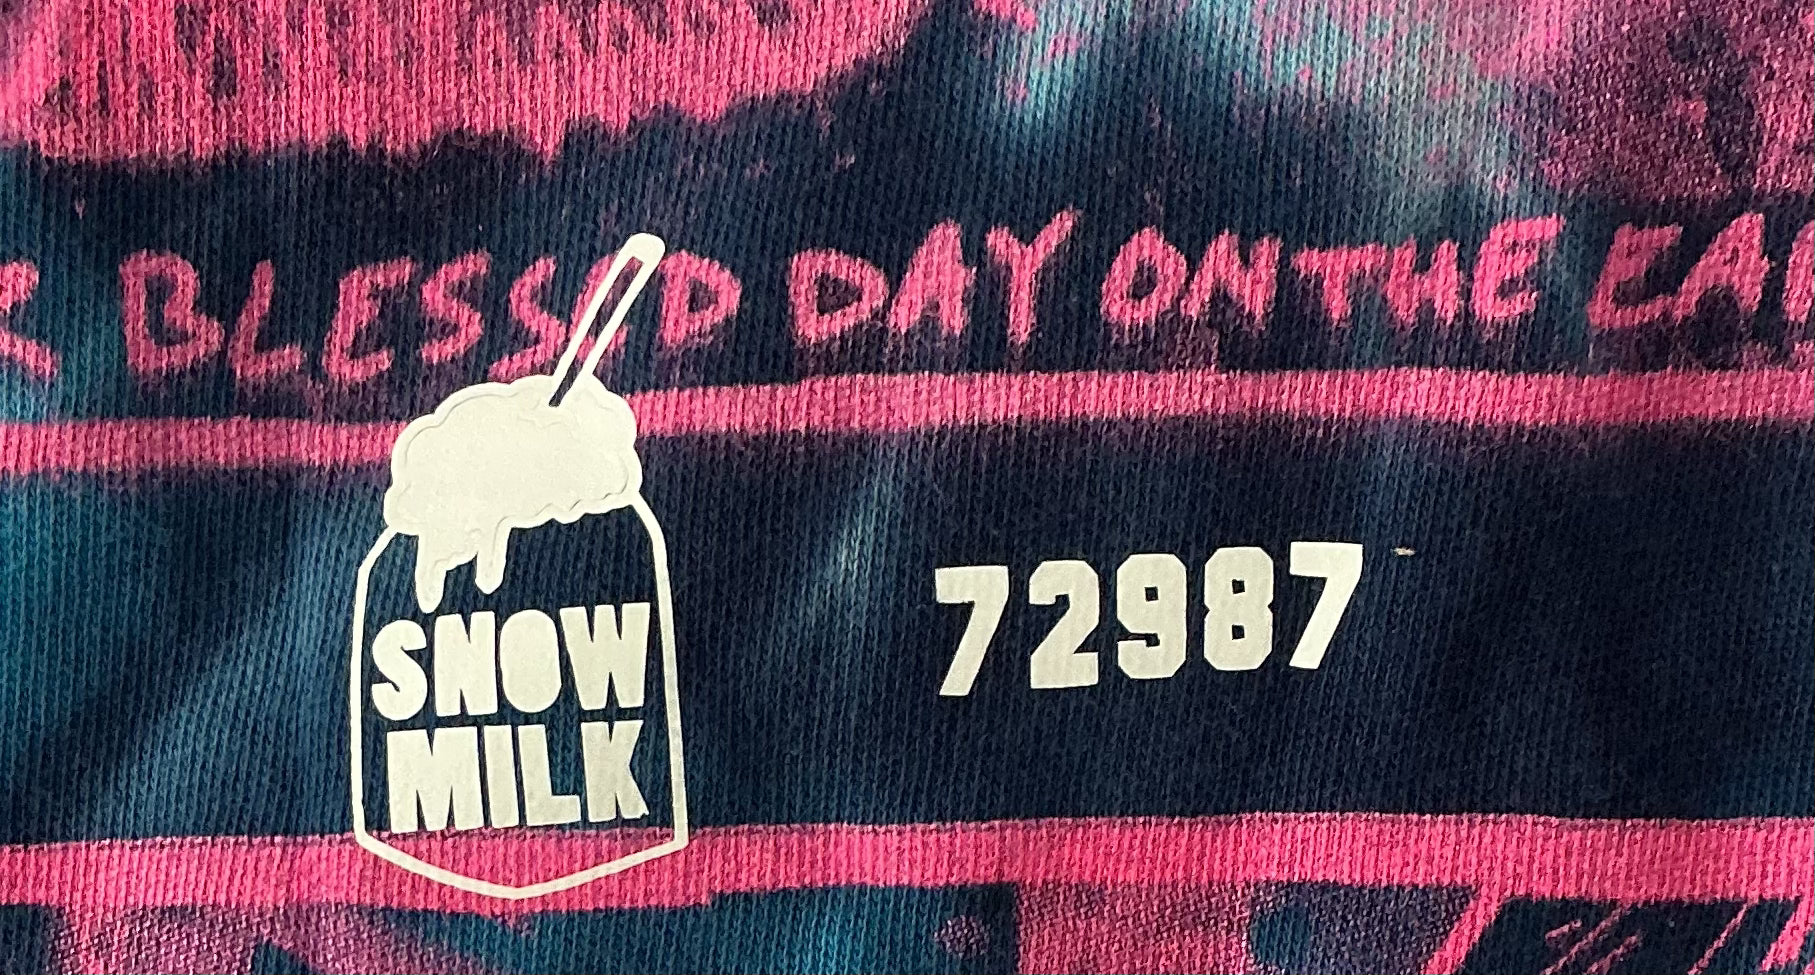 BLESSED DAY ON THE
SNOW
MILK
72987